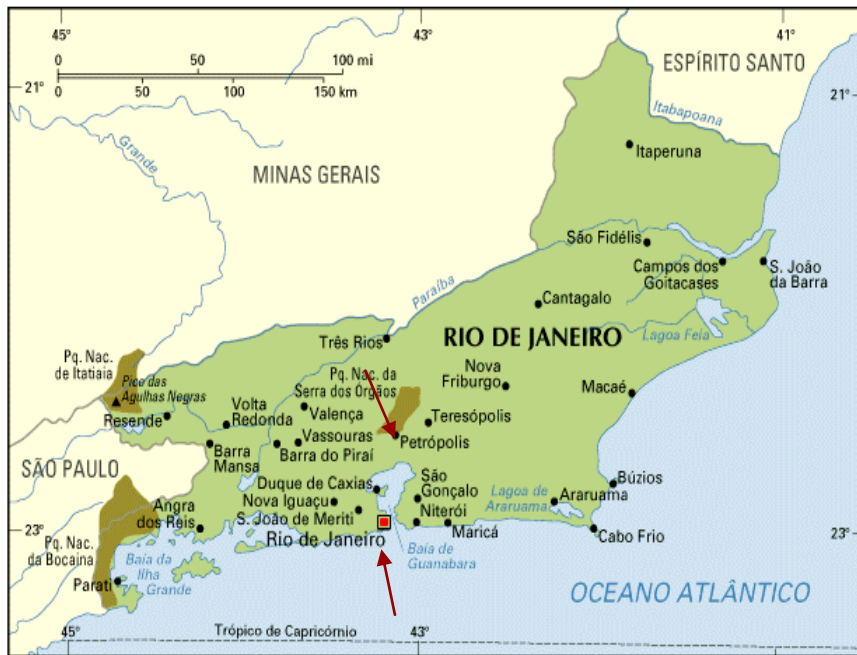 45°
43°
41°
0
50
100 mi
0
50
100
150 km
21°
21°
ESPÍRITO SANTO
Itabapoana
Grande
Itaperuna
MINAS GERAIS
São Fidélis
Campos dos
Goitacases
S. João
da Barra
Paraíba
Cantagalo
Três Rios
RIO DE JANEIRO
Lagoa Feia
Pq. Nac.
de Itatiaia
Pico das
Agulhas Negras
Pq. Nac. da
Serra dos Órgãos
Nova
Friburgo
Macaé
Resende
Volta
Redonda
Valença
Teresópolis
Vassouras
Petrópolis
Barra
Mansa
Barra do Piraí
SÃO PAULO
Duque de Caxias
São
Gonçalo
Lagoa de
Araruama
Búzios
Araruama
Nova Iguaçu
Angra
dos Reis
S. João de Meriti
Niterói
23°
23°
Rio de Janeiro
Maricá
Cabo Frio
Pq. Nac.
da Bocaina
Baía da
Ilha
Grande
Baía de
Guanabara
Parati
OCEANO ATLÂNTICO
Trópico de Capricórnio
45°
43°